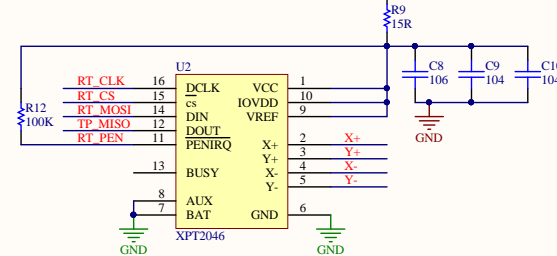 R9
15R
U2
RT_CLK 16 DCLK VCC 1
RT_CS 15 cs IOVDD 10
RT_MOSI 14 DIN VREF 9
TP_MISO 12 DOUT
RT_PEN 11 PENIRQ X+ 2 X+
Y+ 3 Y+
13 BUSY X- 4 X-
Y- 5 Y-
8 AUX
7 BAT GND 6
XPT2046
R12
100K
C8
106
C9
104
GND
GND
GND